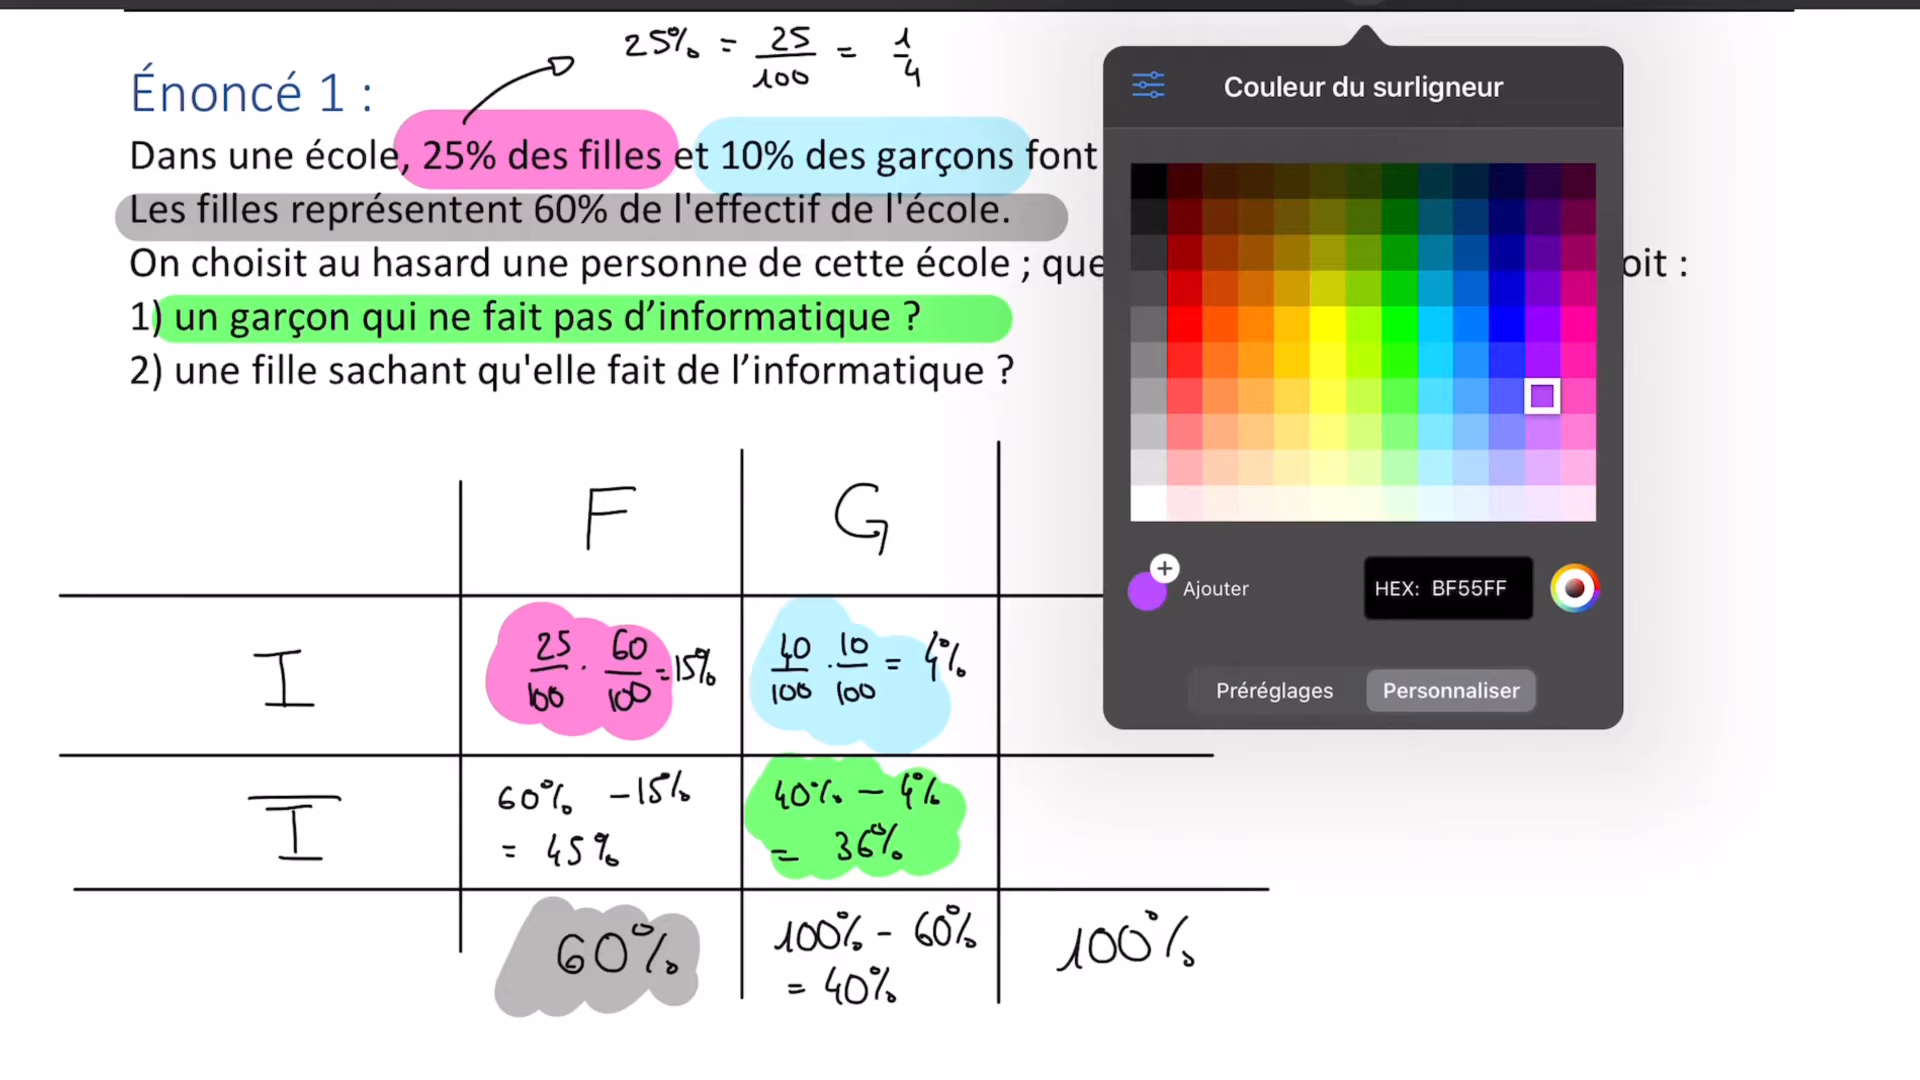 25% = 25/100 = 1/4
Énoncé 1 :
Dans une école, 25% des filles et 10% des garçons font
Les filles représentent 60% de l'effectif de l'école.
On choisit au hasard une personne de cette école ; que oit :
1) un garçon qui ne fait pas d’informatique ?
2) une fille sachant qu'elle fait de l’informatique ?
Couleur du surligneur
Ajouter
HEX: BF55FF
Préréglages Personnaliser
F G
I 25/100 · 60/100 = 15% 40/100 · 10/100 = 4%
I̅ 60% - 15% 40% - 4%
= 45% = 36%
60% 100% - 60% 100%
= 40%